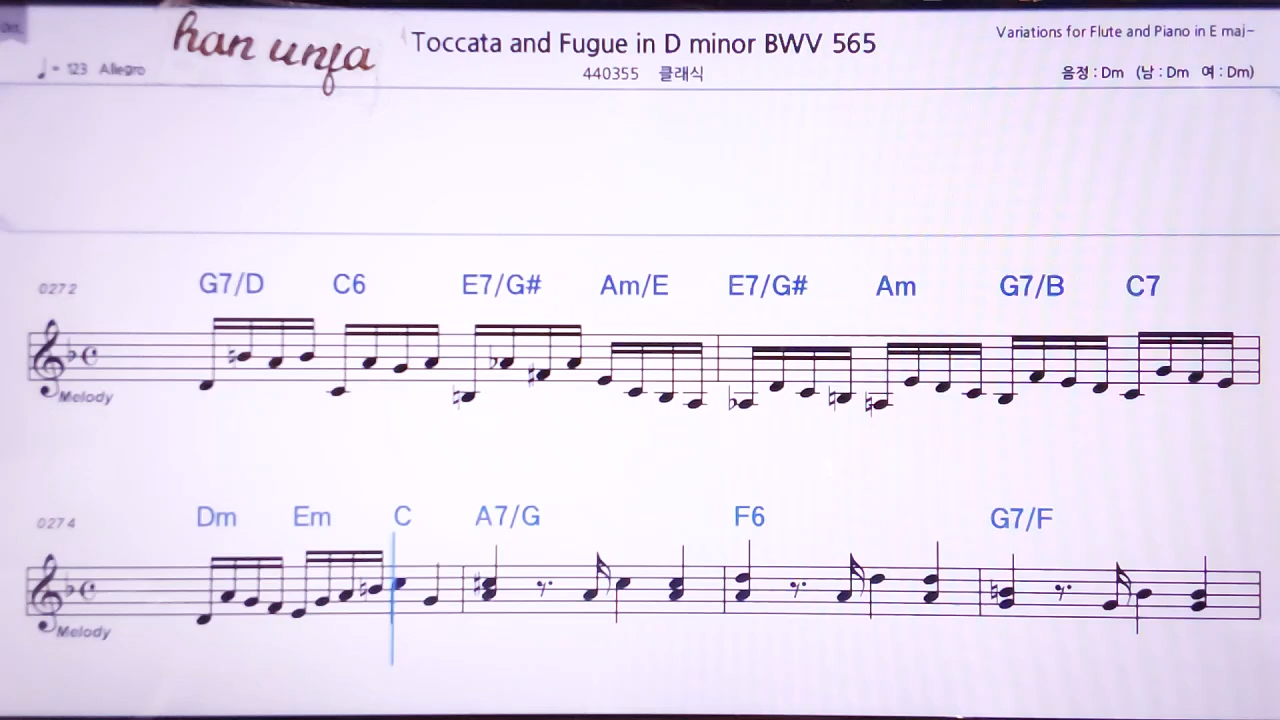 han unja
Toccata and Fugue in D minor BWV 565
Variations for Flute and Piano in E maj-
♩ = 123 Allegro
440355 클래식
음정 : Dm (남 : Dm 여 : Dm)
0272 G7/D C6 E7/G# Am/E E7/G# Am G7/B C7
Melody
0274 Dm Em C A7/G F6 G7/F
Melody